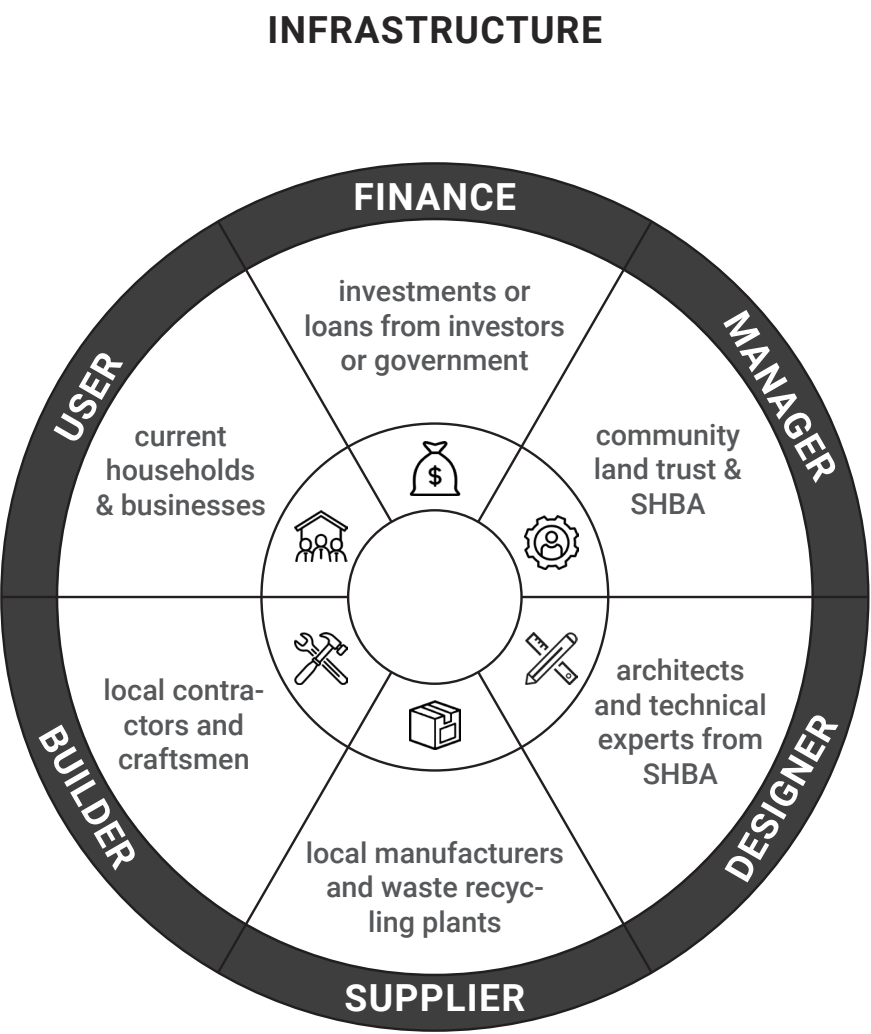 INFRASTRUCTURE
FINANCE
investments or
loans from investors
or government
MANAGER
community
land trust &
SHBA
DESIGNER
architects
and technical
experts from
SHBA
SUPPLIER
local manufacturers
and waste recyc-
ling plants
BUILDER
local contra-
ctors and
craftsmen
USER
current
households
& businesses
$